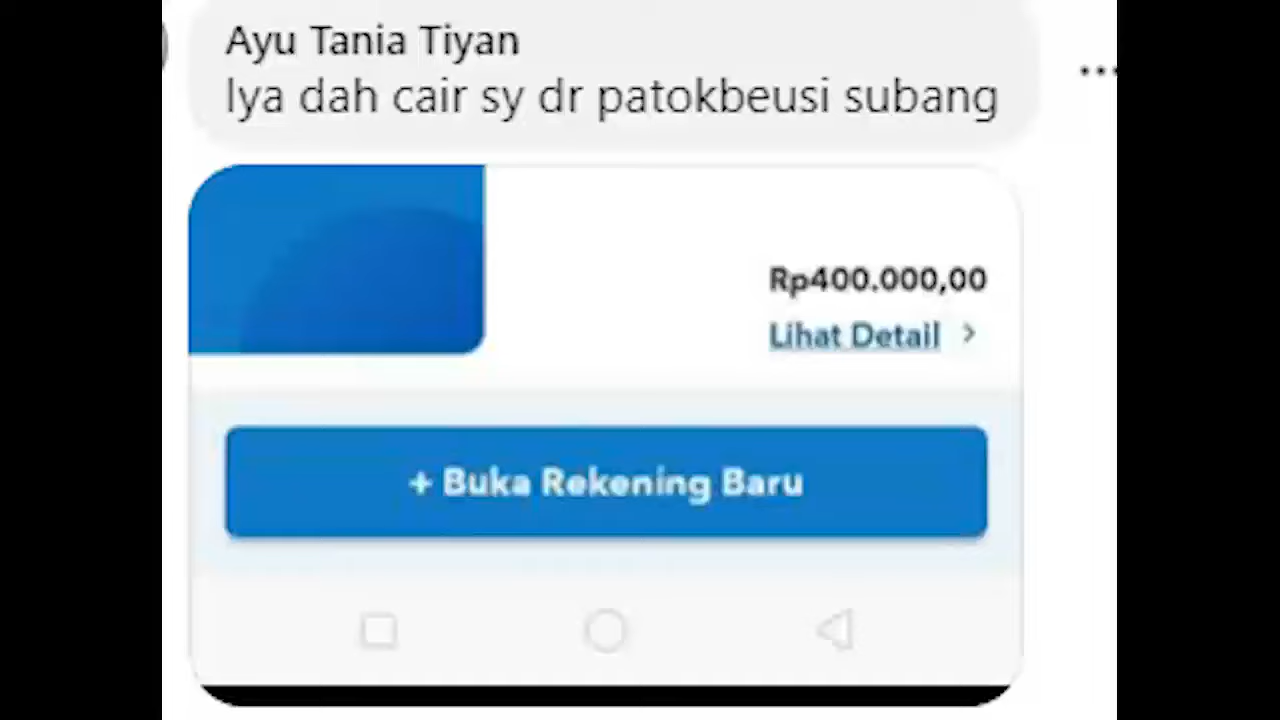 Ayu Tania Tiyan
Iya dah cair sy dr patokbeusi subang
Rp400.000,00
Lihat Detail
+ Buka Rekening Baru